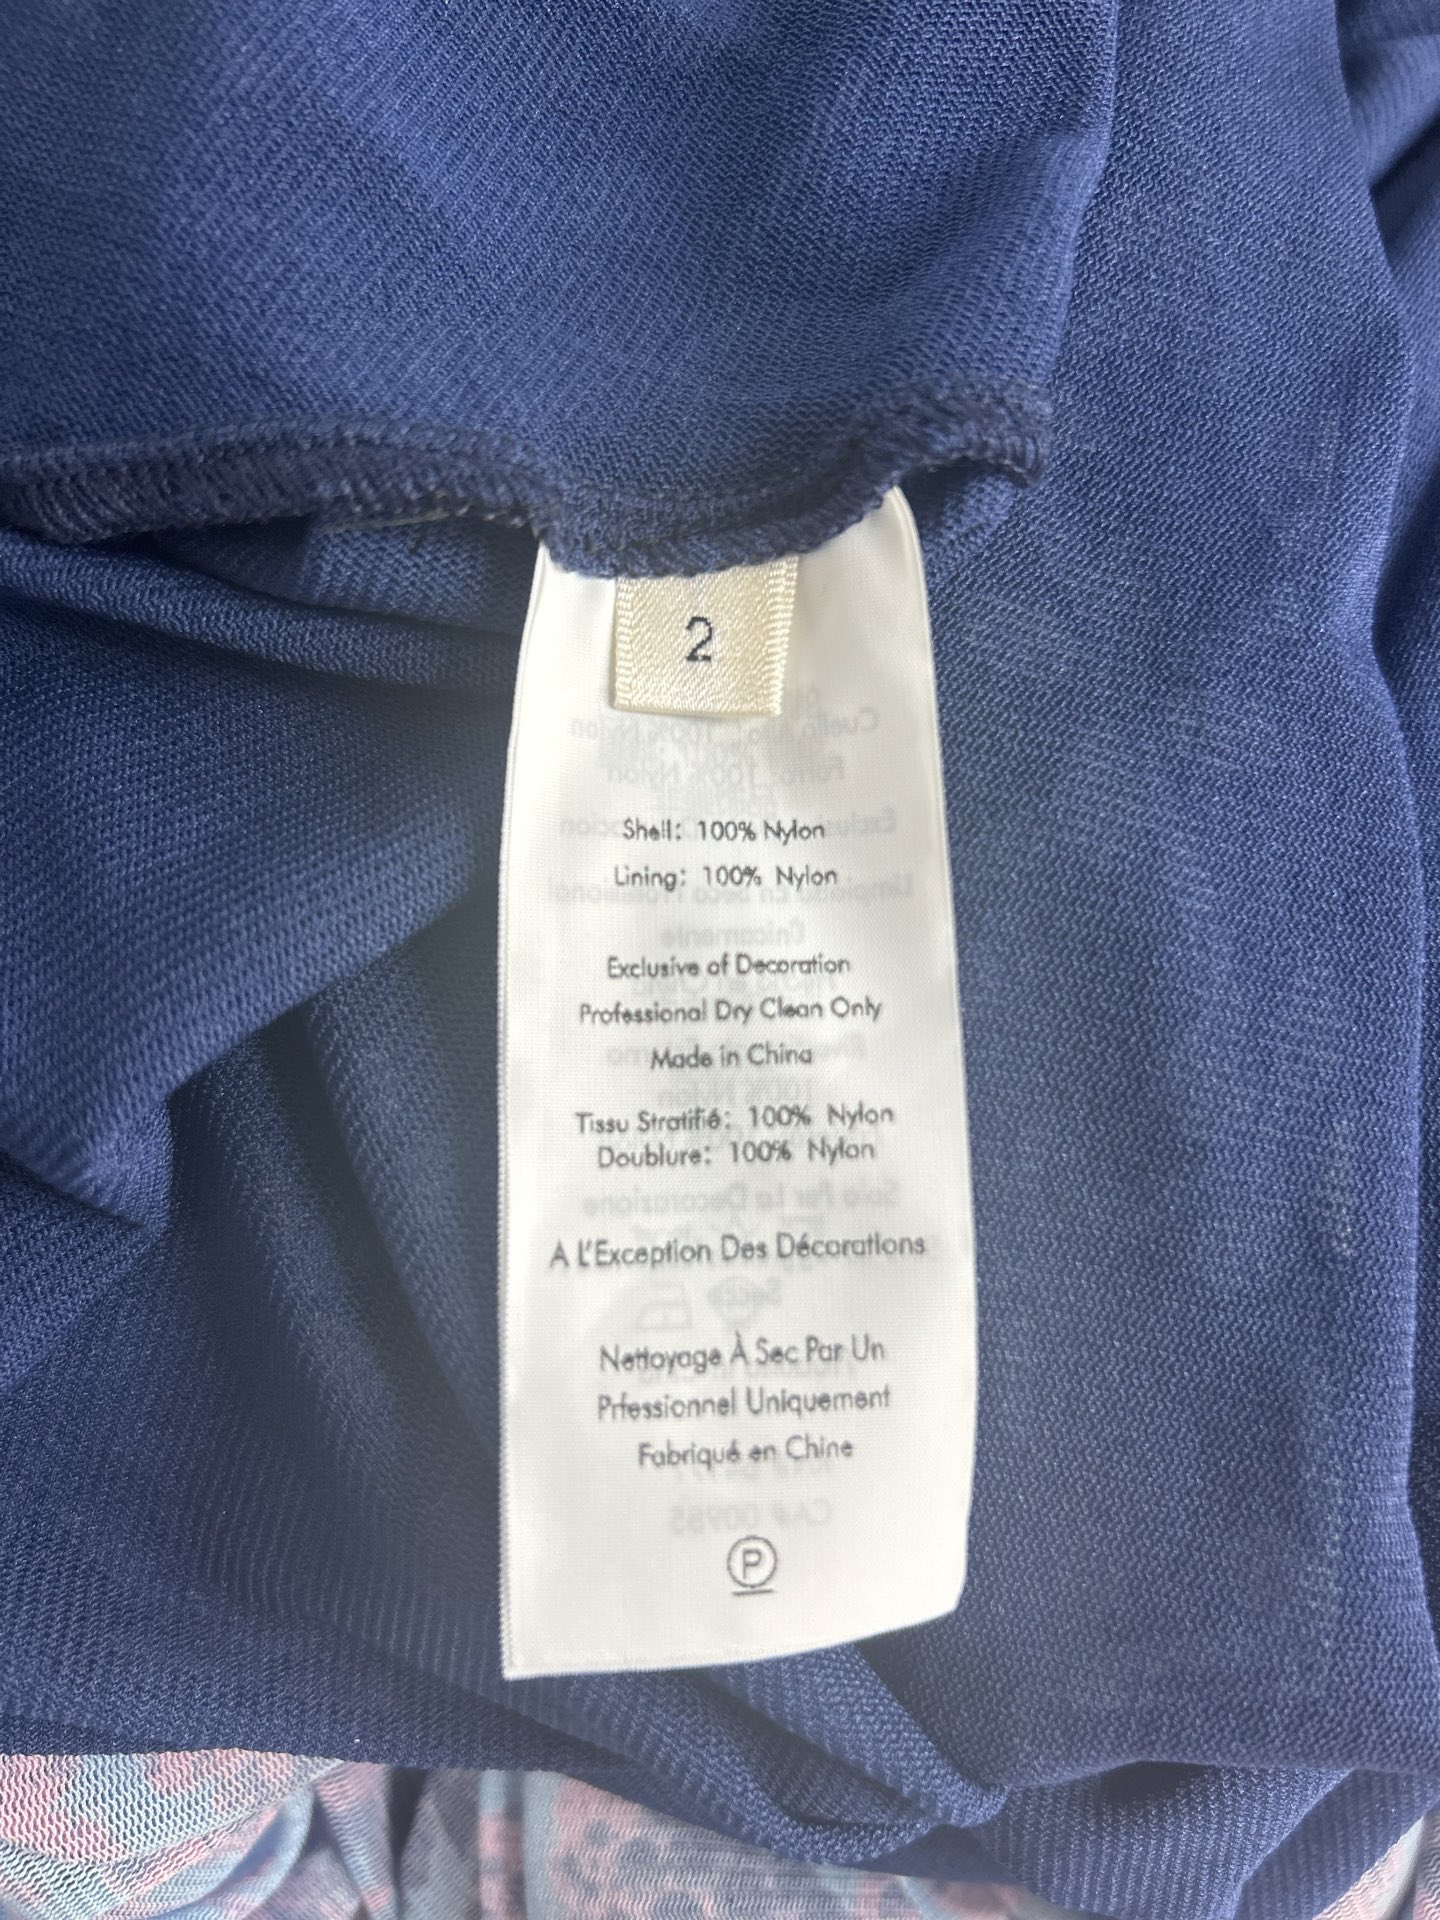 2
Shell: 100% Nylon
Lining: 100% Nylon
Exclusive of Decoration
Professional Dry Clean Only
Made in China
Tissu Stratifié: 100% Nylon
Doublure: 100% Nylon
A L'Exception Des Décorations
Nettoyage À Sec Par Un
Prfessionnel Uniquement
Fabriqué en Chine
P